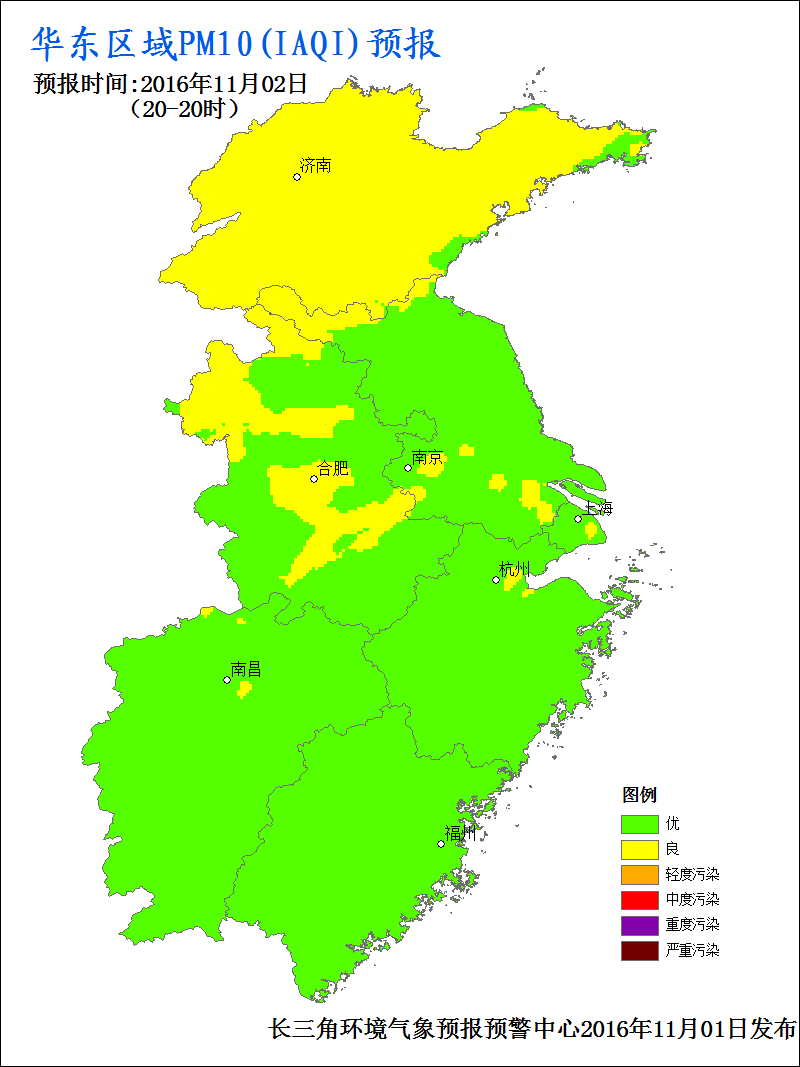 华东区域PM10(IAQI)预报
预报时间:2016年11月02日
（20-20时）
济南
南京
合肥
上海
杭州
南昌
福州
图例
优
良
轻度污染
中度污染
重度污染
严重污染
长三角环境气象预报预警中心2016年11月01日发布